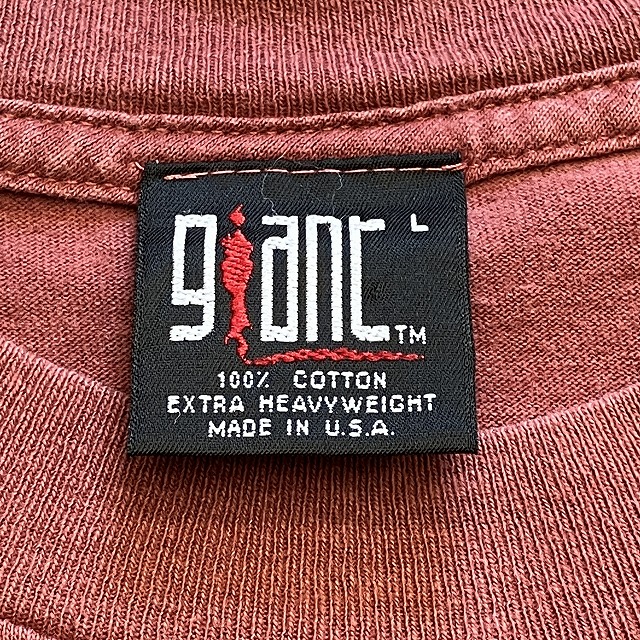 giant L
TM
100% COTTON
EXTRA HEAVYWEIGHT
MADE IN U.S.A.